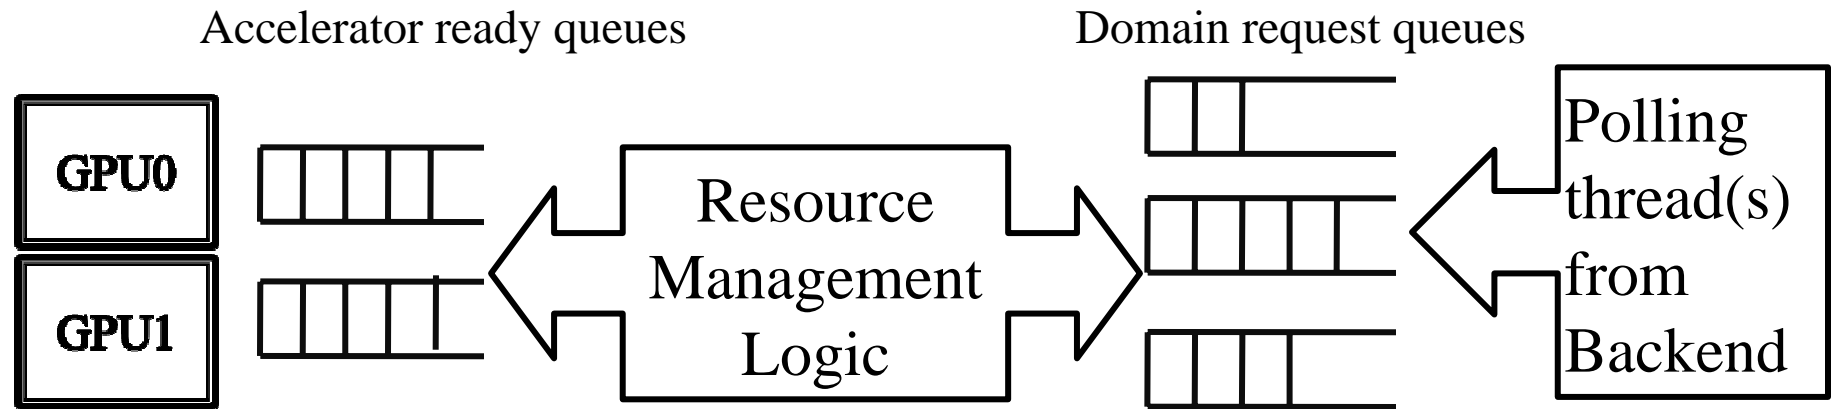 Accelerator ready queues
Domain request queues
GPU0
GPU1
Resource
Management
Logic
Polling
thread(s)
from
Backend